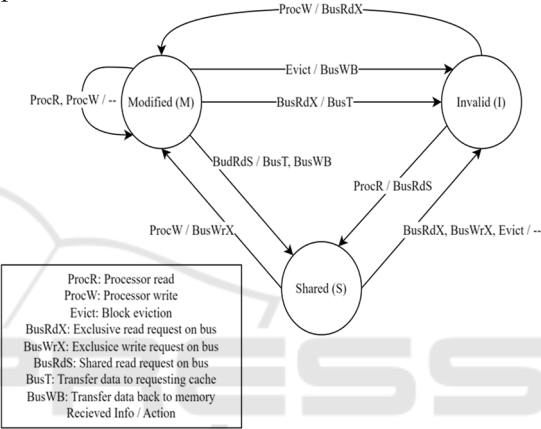 ProcW / BusRdX
Evict / BusWB
ProcR, ProcW / --
Modified (M)
BusRdX / BusT
Invalid (I)
BudRdS / BusT, BusWB
ProcR / BusRdS
ProcW / BusWrX
BusRdX, BusWrX, Evict / --
Shared (S)
ProcR: Processor read
ProcW: Processor write
Evict: Block eviction
BusRdX: Exclusive read request on bus
BusWrX: Exclusice write request on bus
BusRdS: Shared read request on bus
BusT: Transfer data to requesting cache
BusWB: Transfer data back to memory
Recieved Info / Action